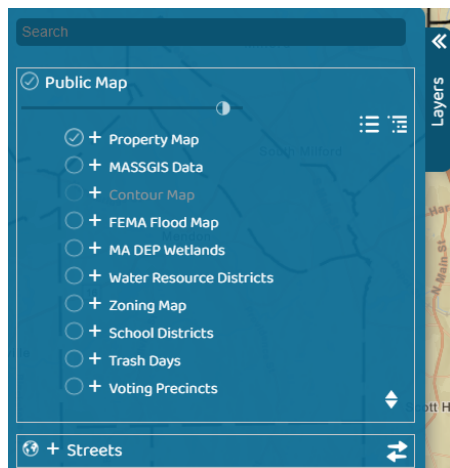 Search
Public Map
Layers
Property Map
South Milford
MASSGIS Data
Contour Map
FEMA Flood Map
MA DEP Wetlands
Water Resource Districts
Zoning Map
School Districts
Trash Days
Voting Precincts
Streets
N Main St